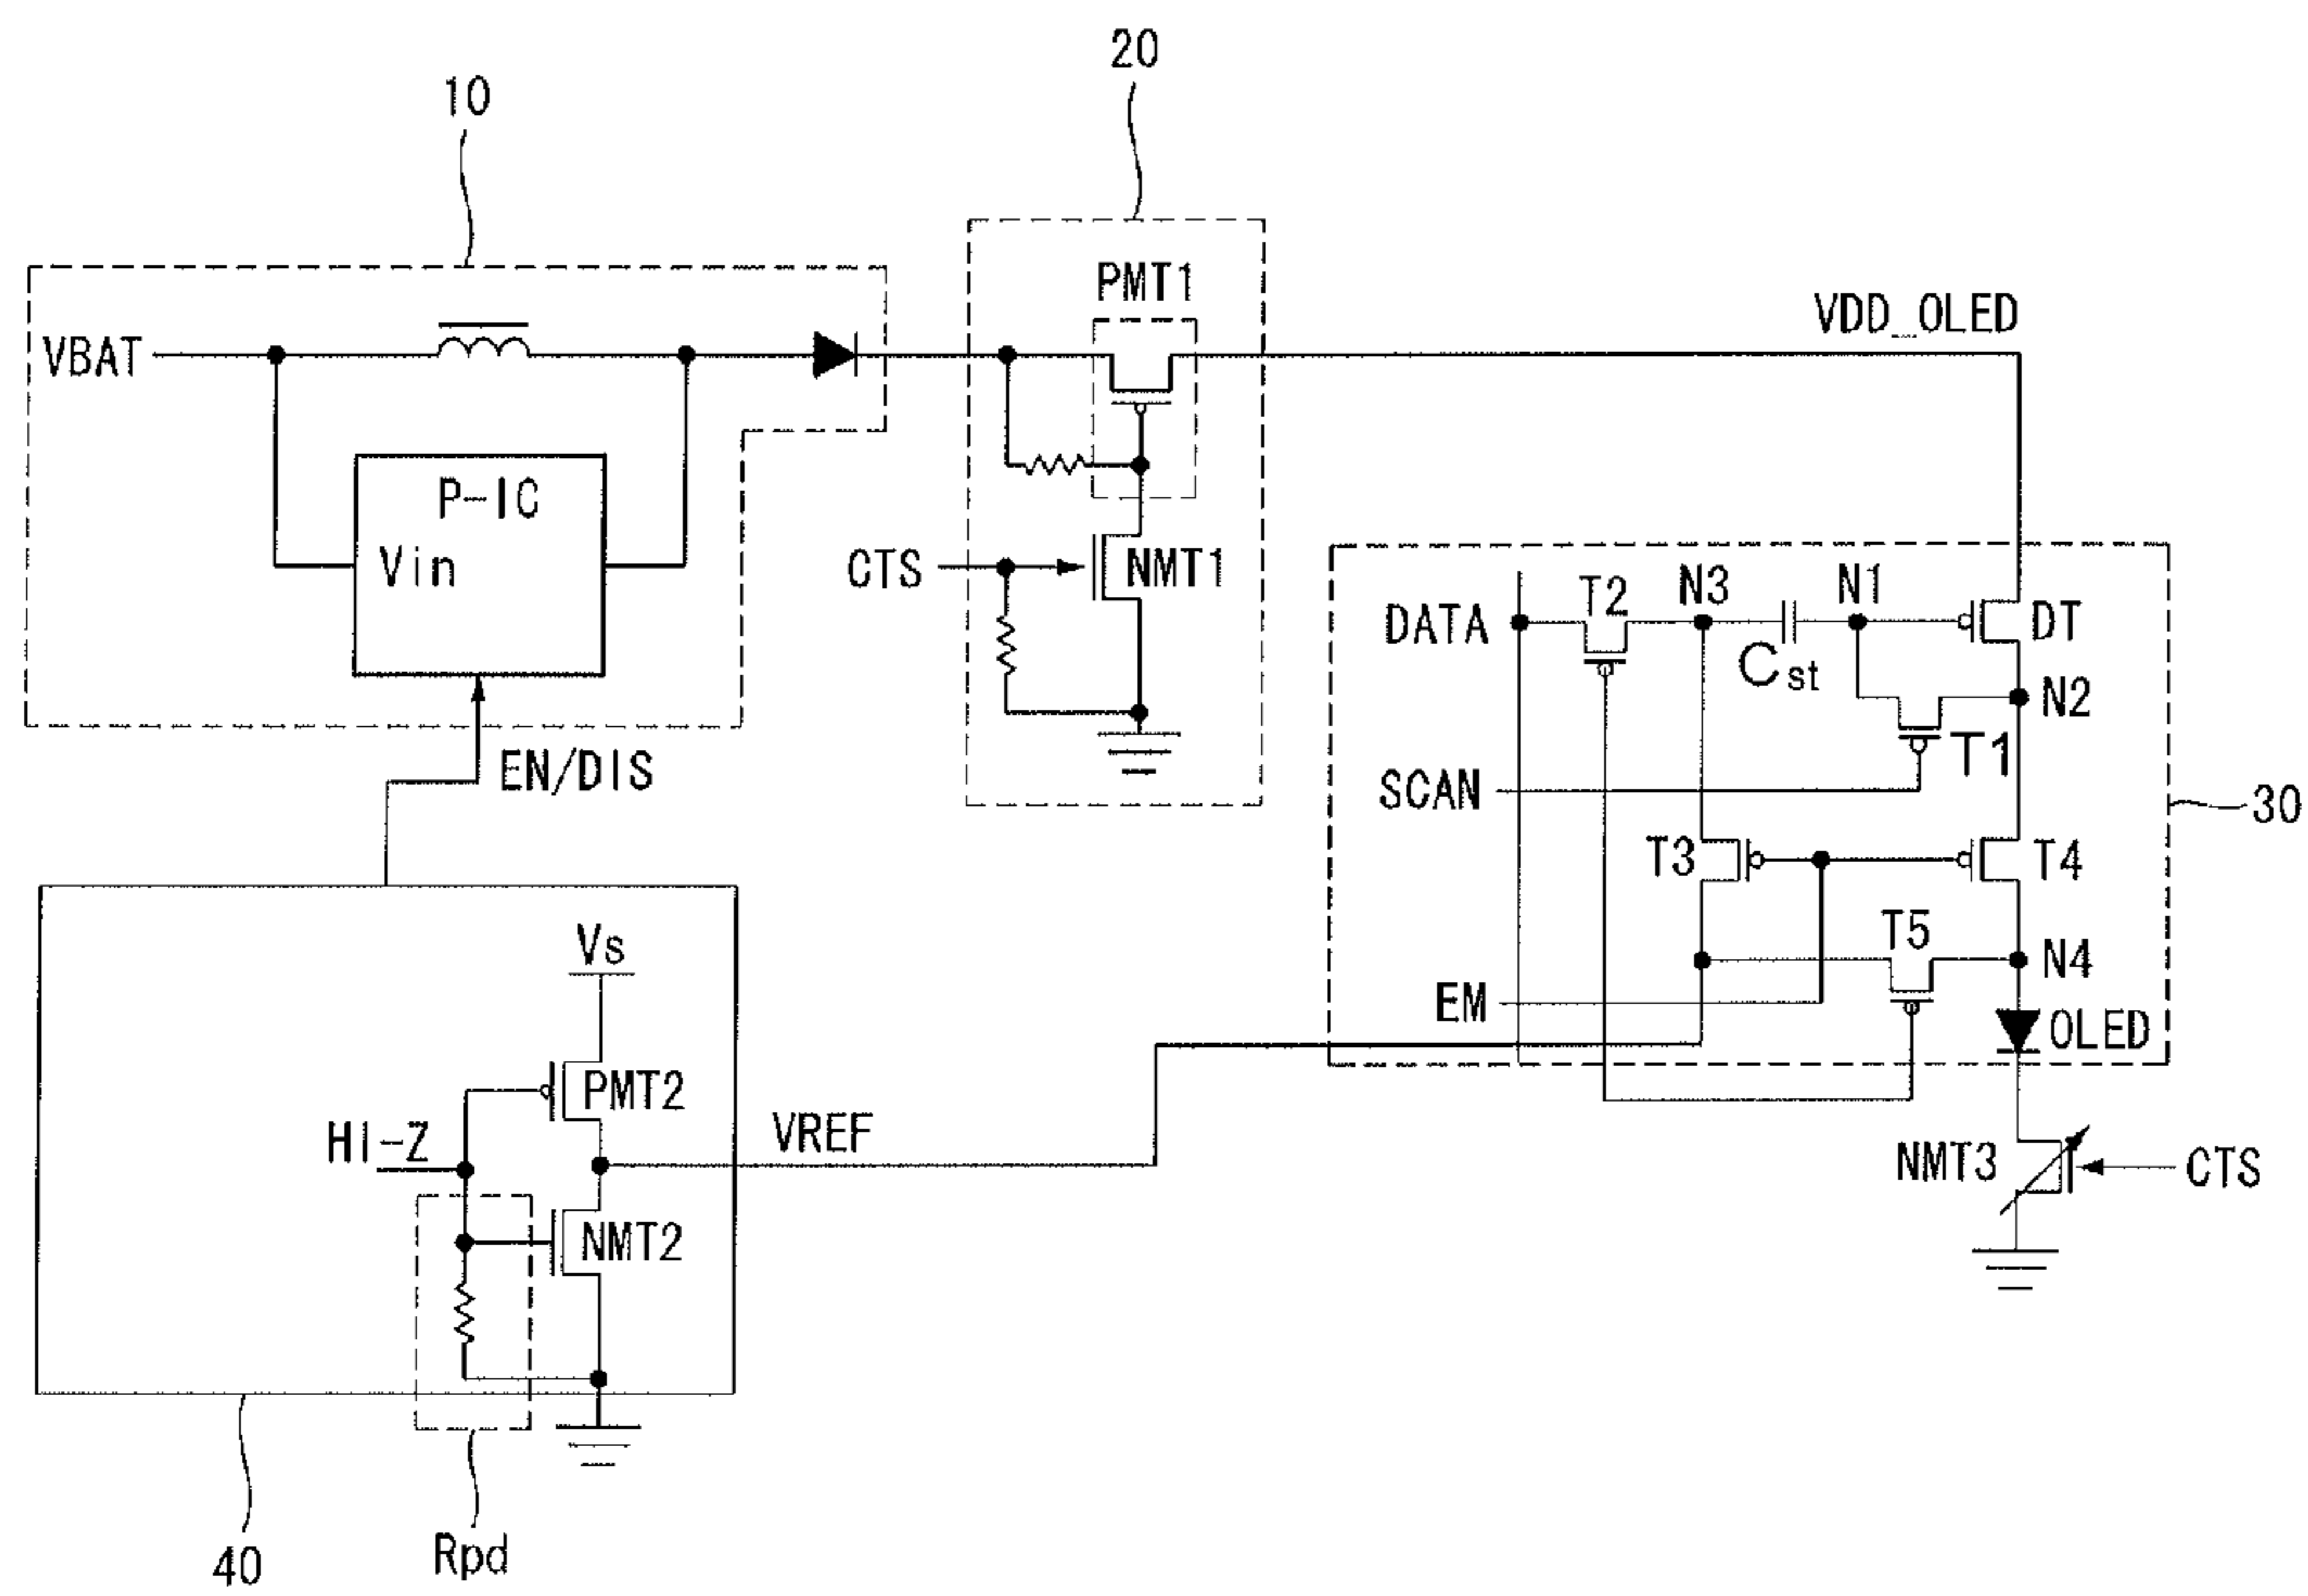 20
10
PMT1
VDD_OLED
VBAT
P-IC
Vin
CTS
NMT1
DATA
T2
N3
N1
DT
Cst
N2
T1
EN/DIS
SCAN
30
T3
T4
T5
N4
Vs
EM
OLED
PMT2
HI-Z
VREF
NMT3
CTS
NMT2
40
Rpd